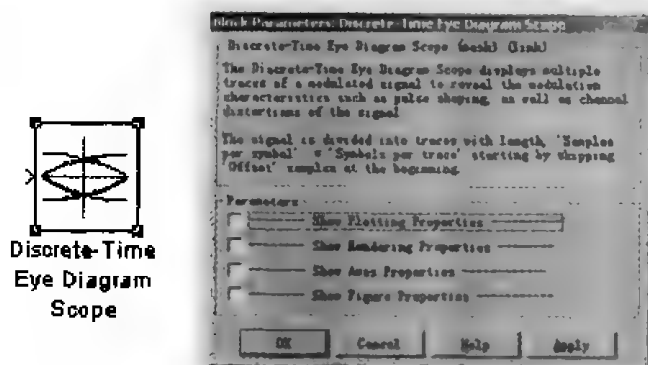 Discrete-Time
Eye Diagram
Scope
Block Parameters: Discrete-Time Eye Diagram Scope
Discrete-Time Eye Diagram Scope (mask) (link)
The Discrete-Time Eye Diagram Scope displays multiple
traces of a modulated signal to reveal the modulation
characteristics such as pulse shaping, as well as channel
distortions of the signal
The signal is divided into traces with length, 'Samples
per symbol' * 'Symbols per trace' starting by skipping
'Offset' samples at the beginning.
Parameters
Show Plotting Properties
Show Rendering Properties
Show Axes Properties
Show Figure Properties
OK Cancel Help Apply